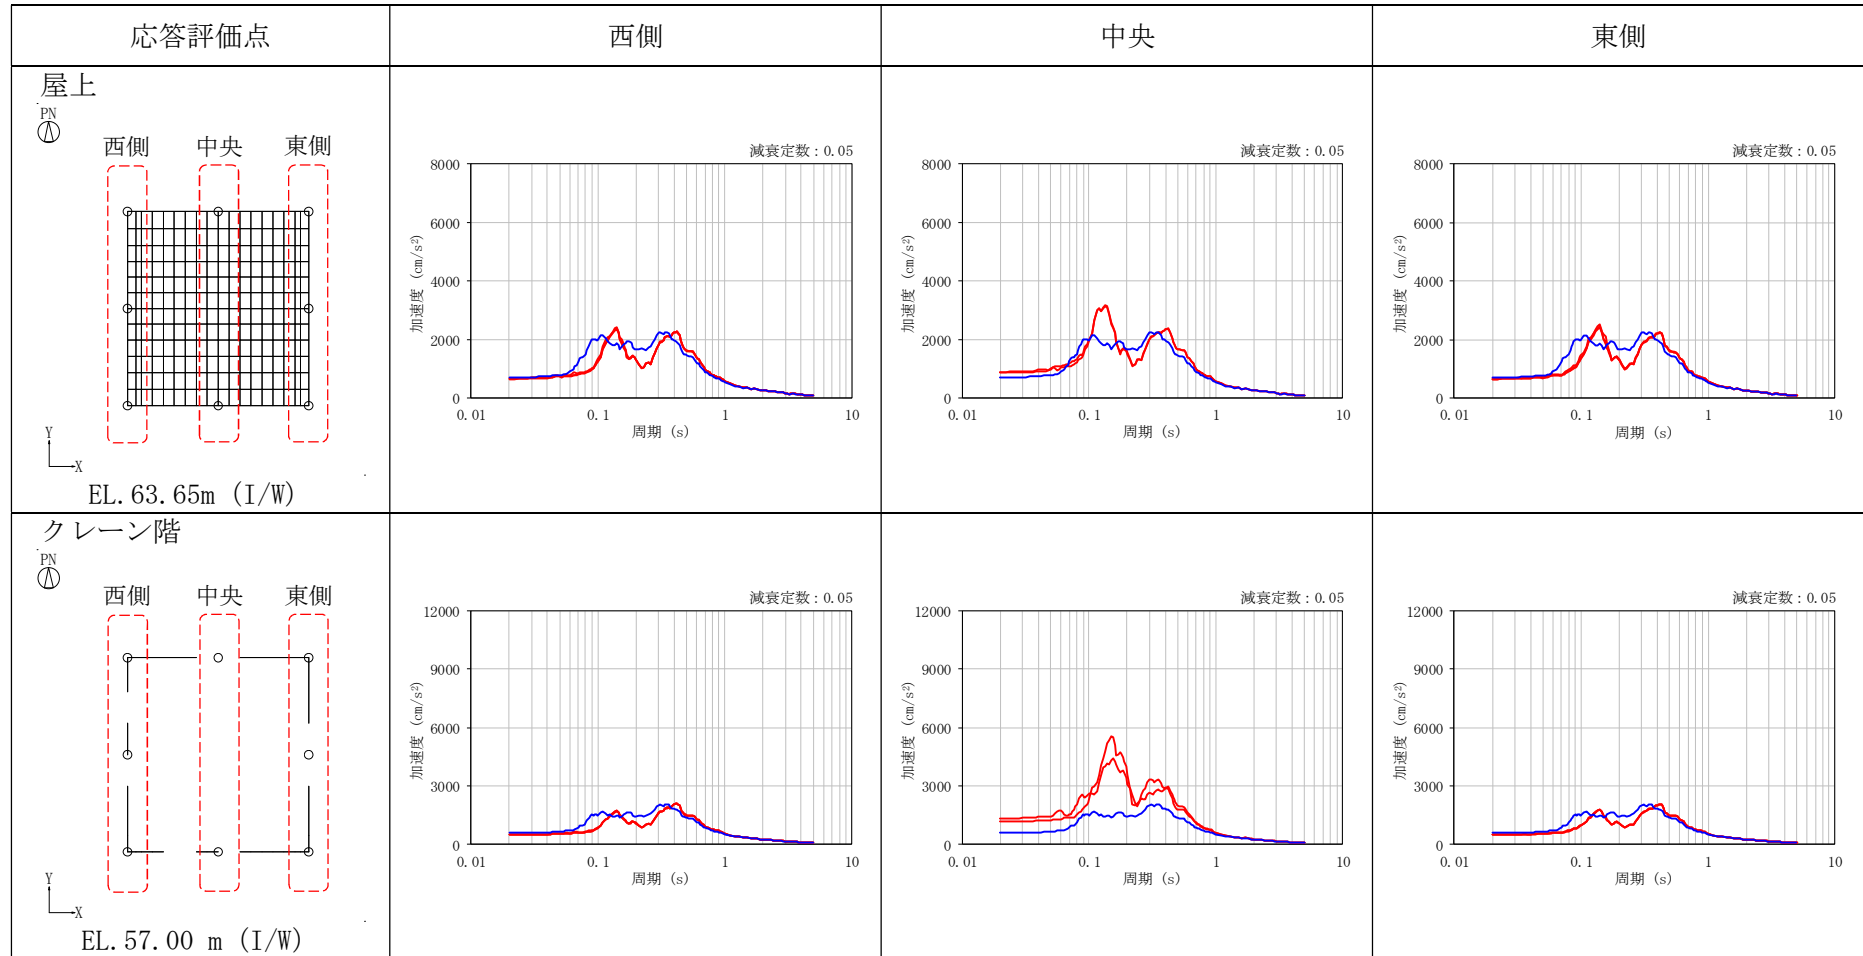 応答評価点 西側 中央 東側
屋上
PN
西側 中央 東側
Y
X
EL.63.65m (I/W)
減衰定数:0.05
8000
6000
4000
2000
0
加速度 (cm/s²)
0.01 0.1 1 10
周期 (s)
減衰定数:0.05
8000
6000
4000
2000
0
加速度 (cm/s²)
0.01 0.1 1 10
周期 (s)
減衰定数:0.05
8000
6000
4000
2000
0
加速度 (cm/s²)
0.01 0.1 1 10
周期 (s)
クレーン階
PN
西側 中央 東側
Y
X
EL.57.00 m (I/W)
減衰定数:0.05
12000
9000
6000
3000
0
加速度 (cm/s²)
0.01 0.1 1 10
周期 (s)
減衰定数:0.05
12000
9000
6000
3000
0
加速度 (cm/s²)
0.01 0.1 1 10
周期 (s)
減衰定数:0.05
12000
9000
6000
3000
0
加速度 (cm/s²)
0.01 0.1 1 10
周期 (s)